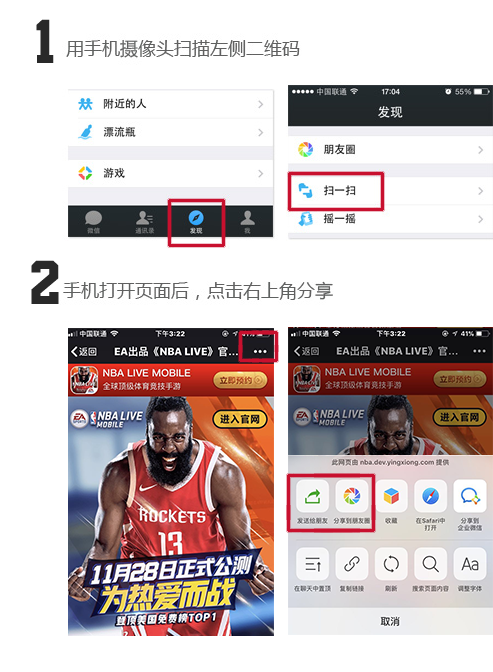 1 用手机摄像头扫描左侧二维码
附近的人
漂流瓶
游戏
微信 通讯录 发现 我
中国联通 17:04 55%
发现
朋友圈
扫一扫
摇一摇
2 手机打开页面后，点击右上角分享
中国联通 下午3:22 41%
返回 EA出品《NBA LIVE》官... •••
NBA LIVE MOBILE
全球顶级体育竞技手游
立即预约
EA SPORTS NBA LIVE MOBILE
进入官网
ROCKETS
13
11月28日正式公测
为热爱而战
登顶美国免费榜TOP1
中国联通 下午3:22 41%
返回 EA出品《NBA LIVE》官... •••
NBA LIVE MOBILE
全球顶级体育竞技手游
立即预约
EA SPORTS NBA LIVE MOBILE
进入官网
此网页由 nba.dev.yingxiong.com 提供
发送给朋友 分享到朋友圈 收藏 在Safari中打开 分享到企业微信
在聊天中置顶 复制链接 刷新 搜索页面内容 调整字体
Aa
取消